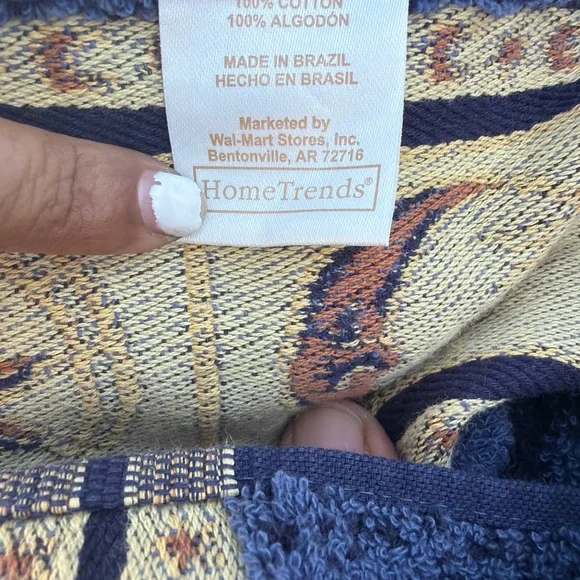 100% COTTON
100% ALGODÓN
MADE IN BRAZIL
HECHO EN BRASIL
Marketed by
Wal-Mart Stores, Inc.
Bentonville, AR 72716
HomeTrends®